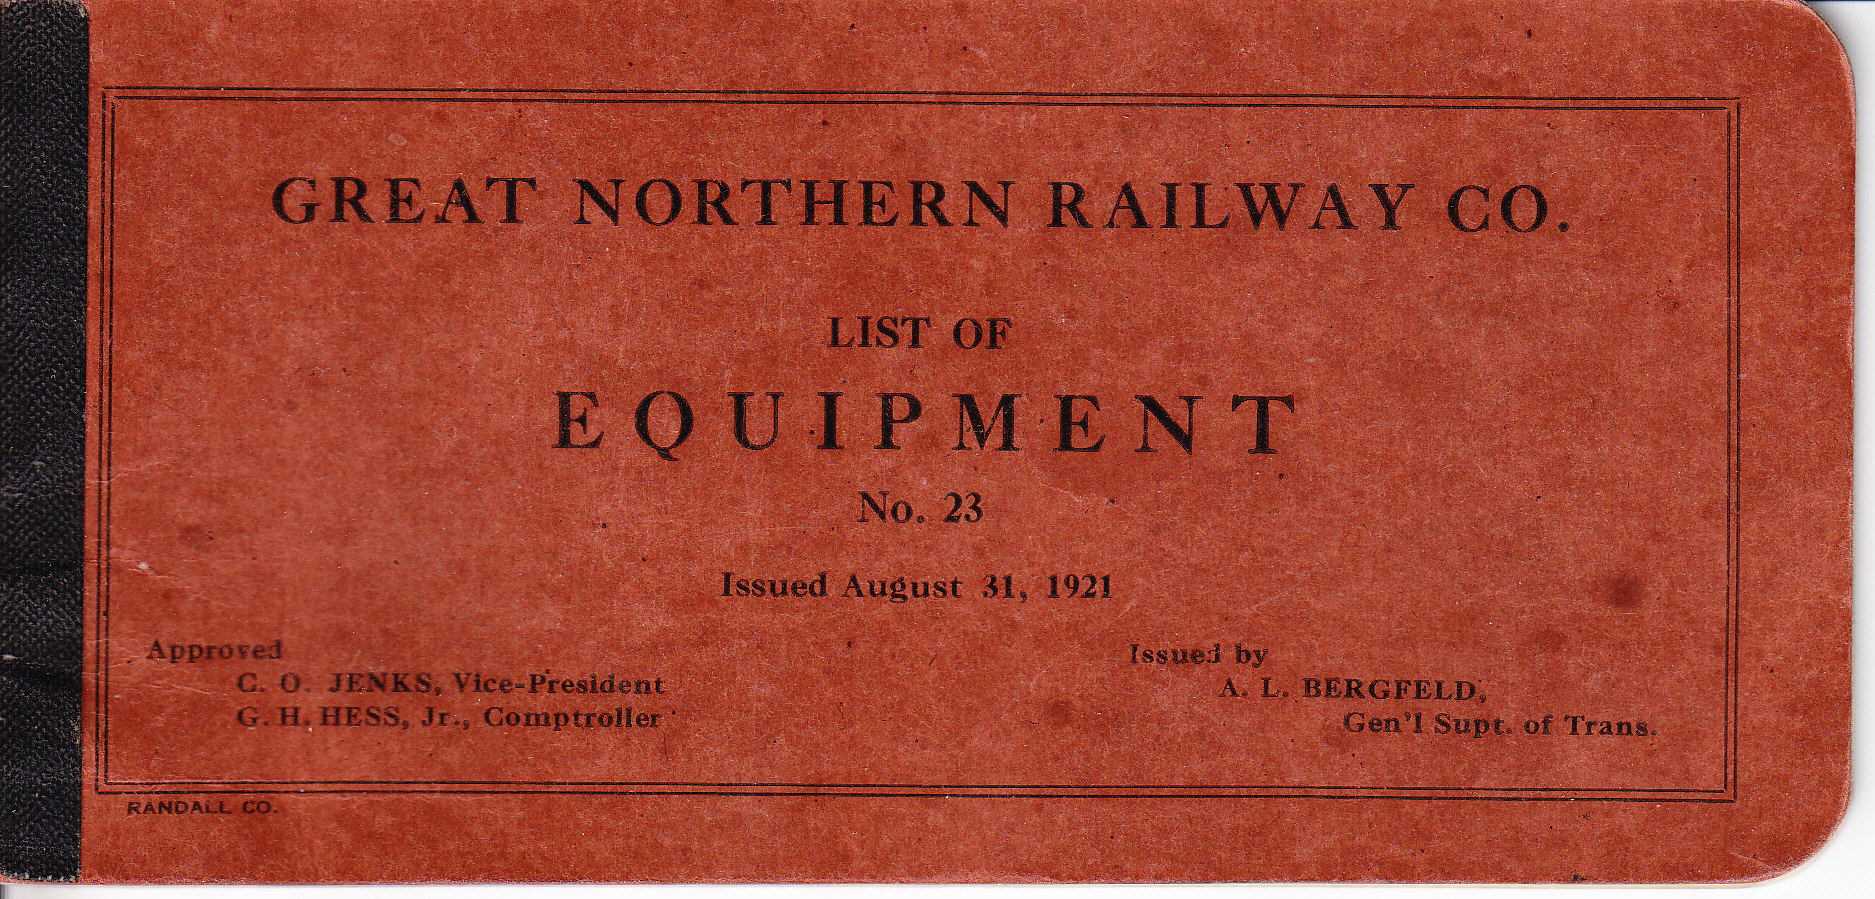 GREAT NORTHERN RAILWAY CO.
LIST OF
EQUIPMENT
No. 23
Issued August 31, 1921
Approved
C. O. JENKS, Vice-President
G. H. HESS, Jr., Comptroller
Issued by
A. L. BERGFELD,
Gen'l Supt. of Trans.
RANDALL CO.